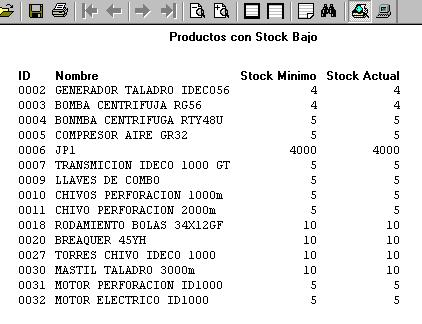 Productos con Stock Bajo
ID Nombre Stock Minimo Stock Actual
0002 GENERADOR TALADRO IDECO56 4 4
0003 BOMBA CENTRIFUJA RG56 4 4
0004 BONMBA CENTRIFUGA RTY48U 5 5
0005 COMPRESOR AIRE GR32 5 5
0006 JP1 4000 4000
0007 TRANSMICION IDECO 1000 GT 5 5
0009 LLAVES DE COMBO 5 5
0010 CHIVOS PERFORACION 1000m 5 5
0011 CHIVO PERFORACION 2000m 5 5
0018 RODAMIENTO BOLAS 34X12GF 10 10
0020 BREAQUER 45YH 10 10
0027 TORRES CHIVO IDECO 1000 10 10
0030 MASTIL TALADRO 3000m 10 10
0031 MOTOR PERFORACION ID1000 5 5
0032 MOTOR ELECTRICO ID1000 5 5